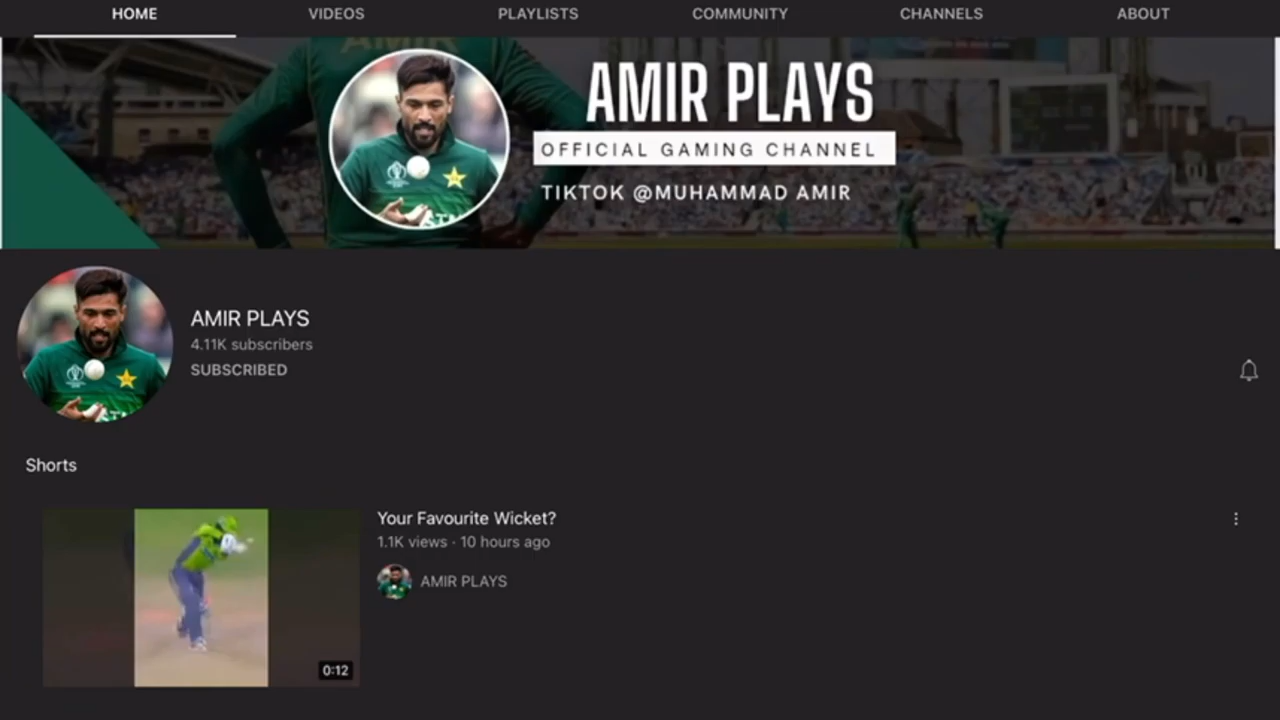 HOME VIDEOS PLAYLISTS COMMUNITY CHANNELS ABOUT
AMIR
AMIR PLAYS
OFFICIAL GAMING CHANNEL
TIKTOK @MUHAMMAD AMIR
AMIR PLAYS
4.11K subscribers
SUBSCRIBED
Shorts
Your Favourite Wicket?
1.1K views · 10 hours ago
AMIR PLAYS
0:12